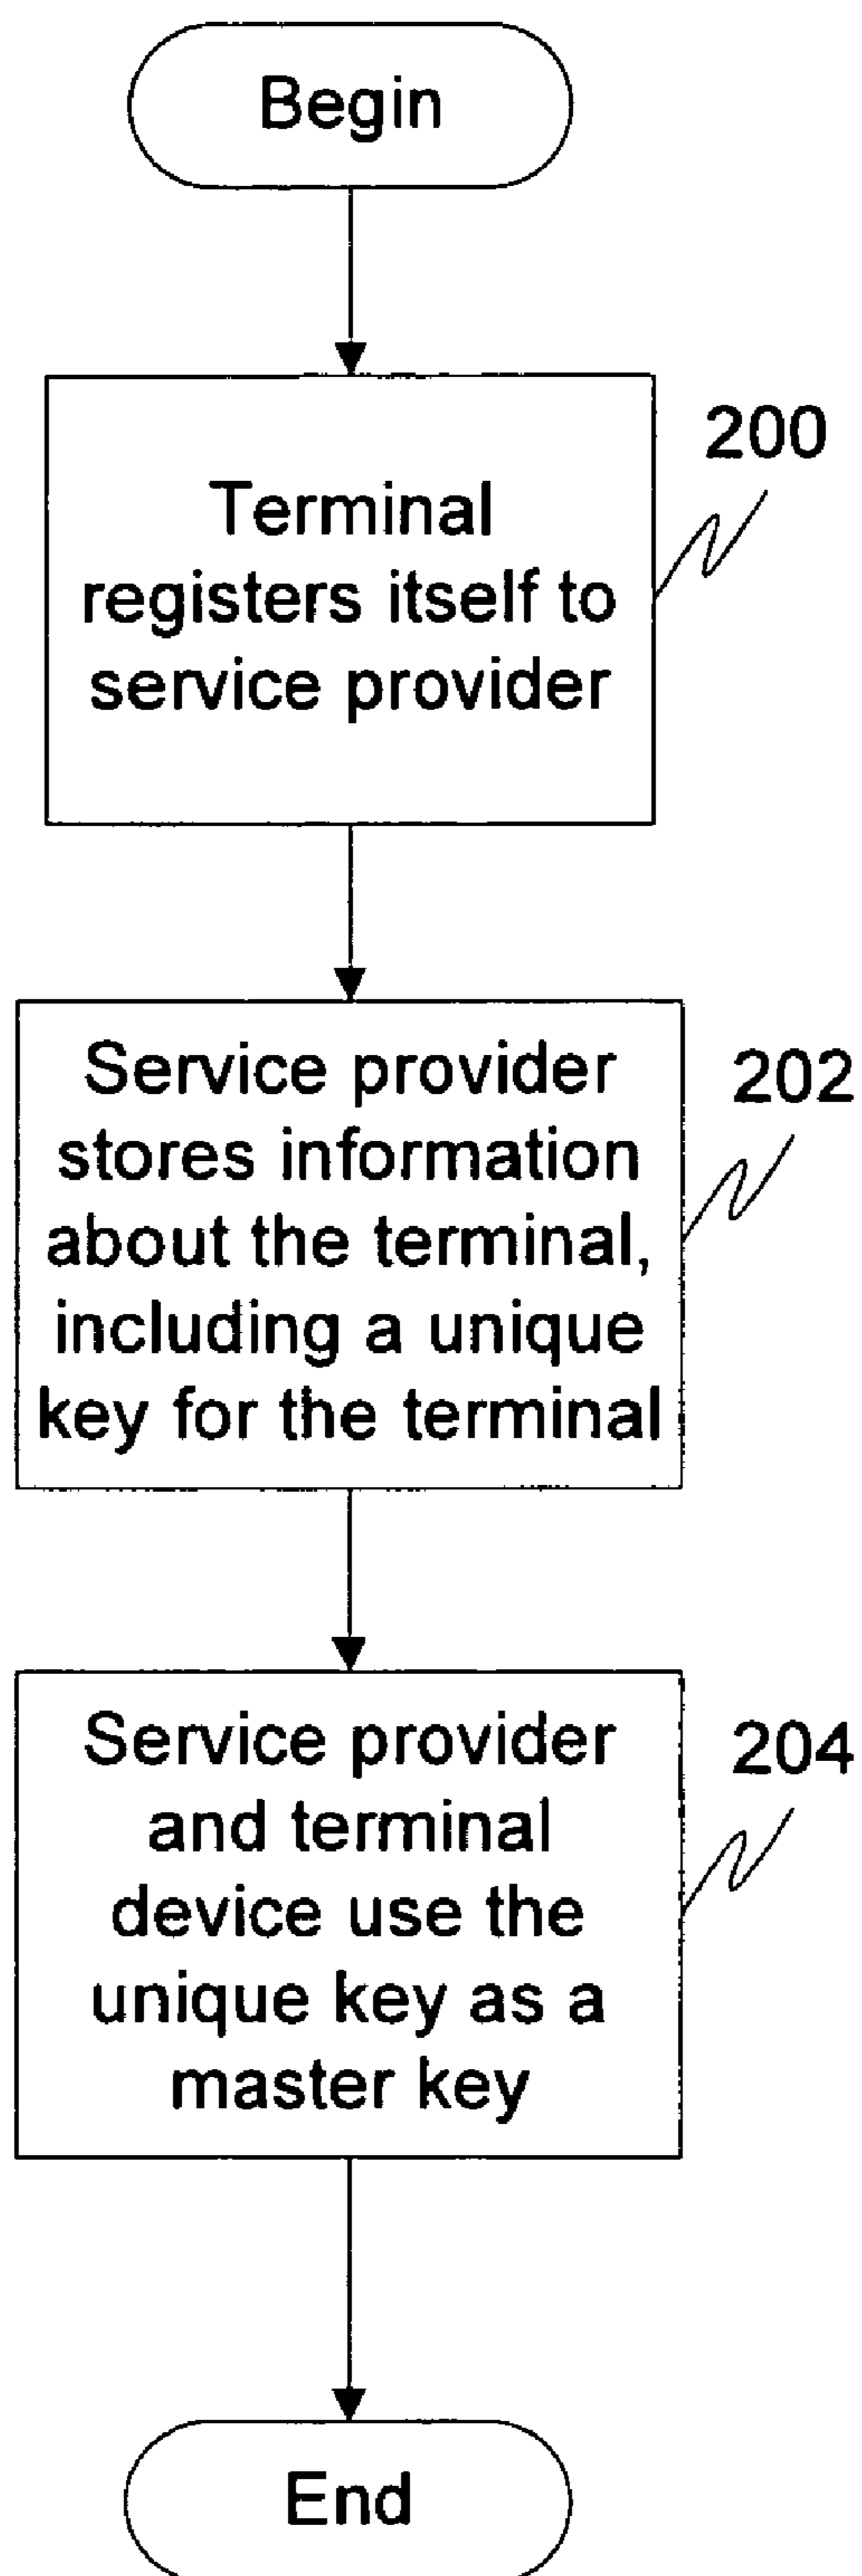 Begin
200
Terminal
registers itself to
service provider
202
Service provider
stores information
about the terminal,
including a unique
key for the terminal
204
Service provider
and terminal
device use the
unique key as a
master key
End